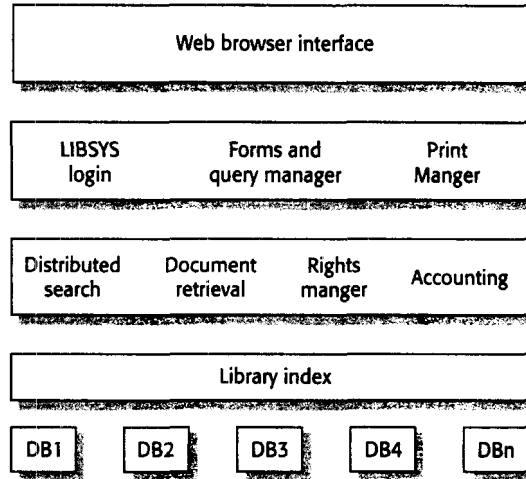 Web browser interface
LIBSYS login
Forms and query manager
Print Manger
Distributed search
Document retrieval
Rights manger
Accounting
Library index
DB1 DB2 DB3 DB4 DBn